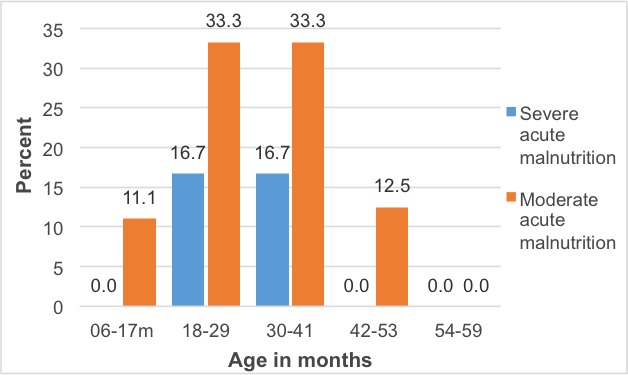 35
30
25
20
15
10
5
0
Percent
0.0
11.1
16.7
33.3
16.7
33.3
0.0
12.5
0.0
0.0
06-17m
18-29
30-41
42-53
54-59
Age in months
Severe
acute
malnutrition
Moderate
acute
malnutrition